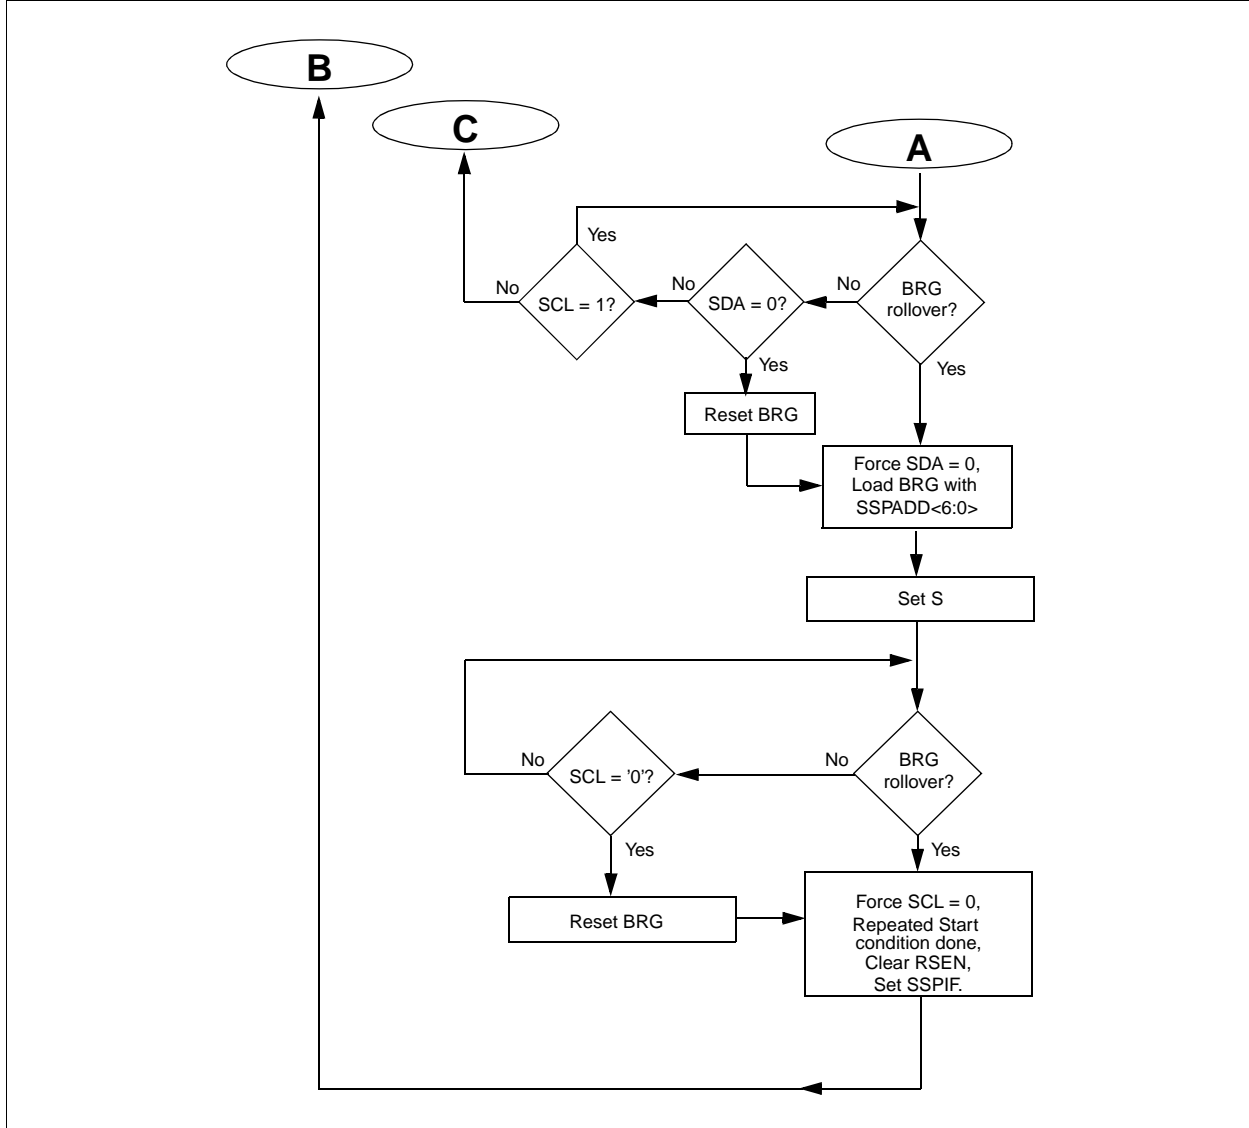 B
C
A
Yes
No
SCL = 1?
No
SDA = 0?
No
BRG
rollover?
Yes
Yes
Reset BRG
Force SDA = 0,
Load BRG with
SSPADD<6:0>
Set S
No
SCL = '0'?
No
BRG
rollover?
Yes
Yes
Reset BRG
Force SCL = 0,
Repeated Start
condition done,
Clear RSEN,
Set SSPIF.